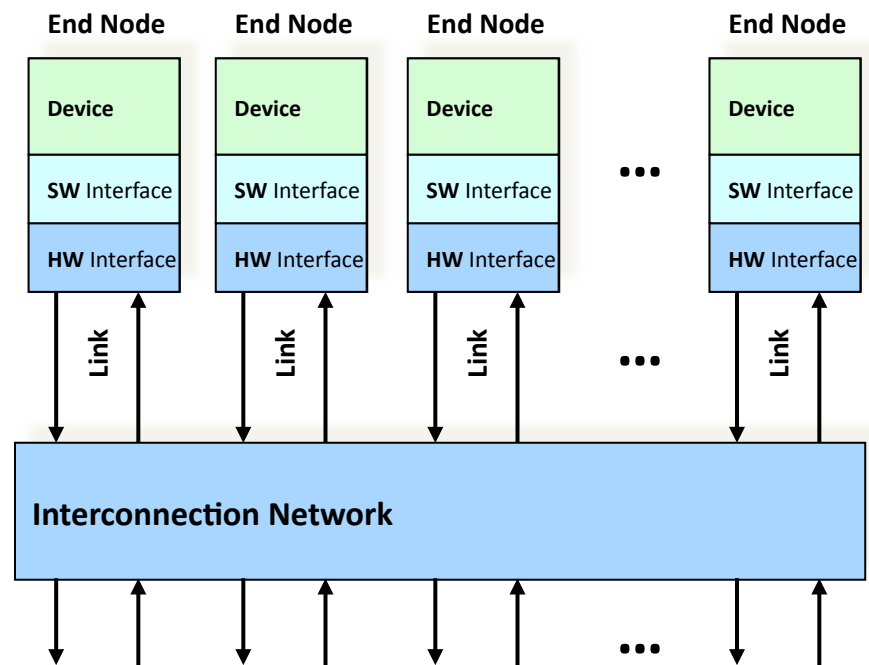 End Node End Node End Node End Node
Device Device Device Device
...
SW Interface SW Interface SW Interface SW Interface
HW Interface HW Interface HW Interface HW Interface
Link Link Link ... Link
Interconnection Network
...